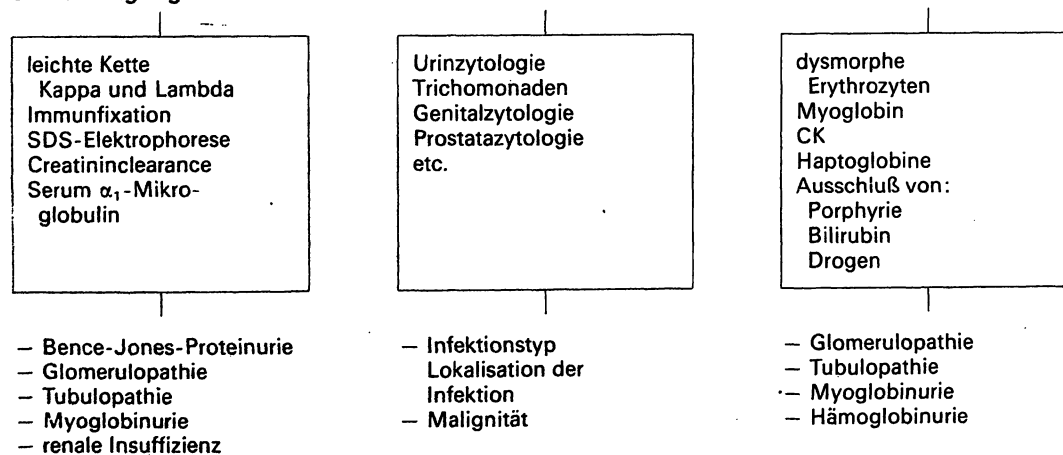 leichte Kette
Kappa und Lambda
Immunfixation
SDS-Elektrophorese
Creatininclearance
Serum α₁-Mikro-
globulin
Urinzytologie
Trichomonaden
Genitalzytologie
Prostatazytologie
etc.
dysmorphe
Erythrozyten
Myoglobin
CK
Haptoglobine
Ausschluß von:
Porphyrie
Bilirubin
Drogen
– Bence-Jones-Proteinurie
– Glomerulopathie
– Tubulopathie
– Myoglobinurie
– renale Insuffizienz
– Infektionstyp
Lokalisation der
Infektion
– Malignität
– Glomerulopathie
– Tubulopathie
– Myoglobinurie
– Hämoglobinurie